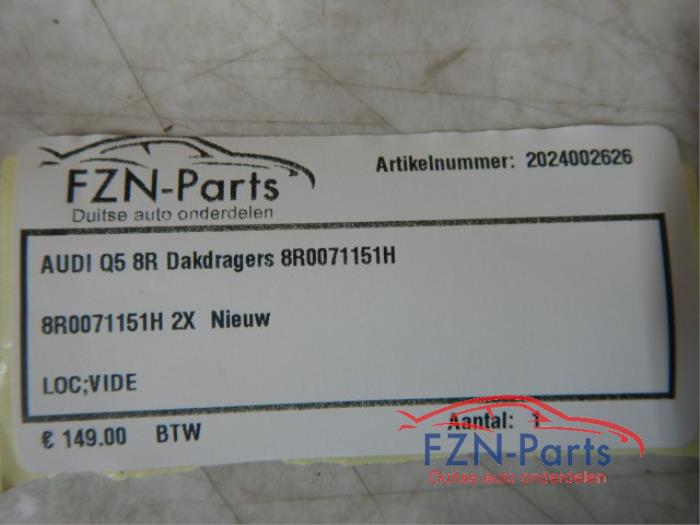 FZN-Parts
Duitse auto onderdelen
Artikelnummer: 2024002626
AUDI Q5 8R Dakdragers 8R0071151H
8R0071151H 2X Nieuw
LOC;VIDE
€ 149.00 BTW
Aantal: 1
FZN-Parts
Duitse auto onderdelen